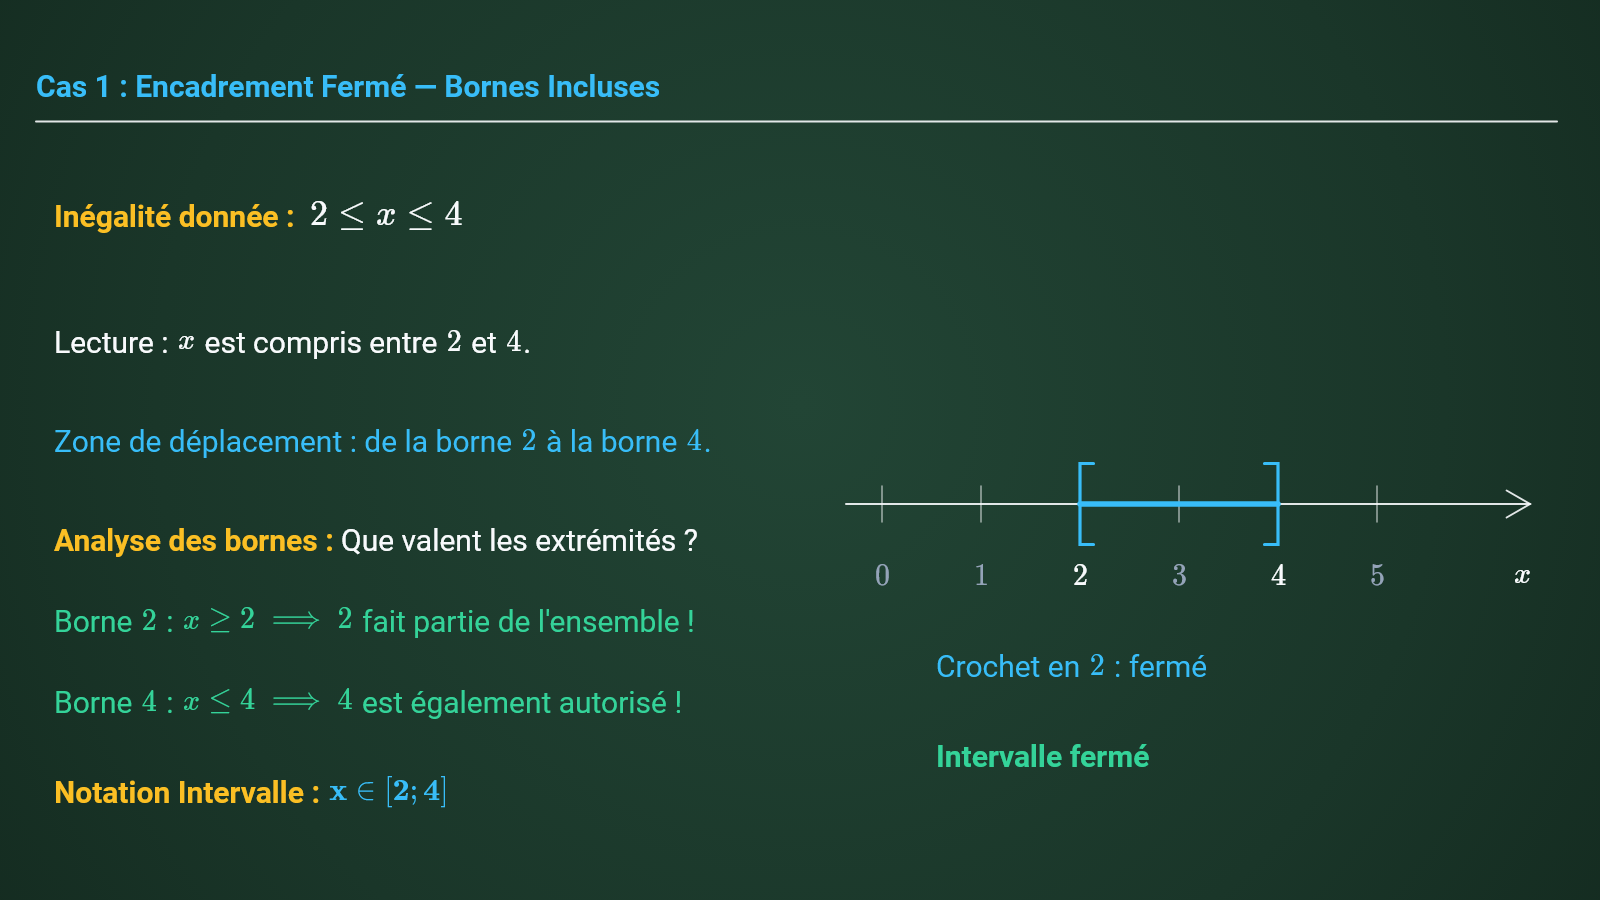 Cas 1 : Encadrement Fermé — Bornes Incluses
Inégalité donnée : 2 ≤ x ≤ 4
Lecture : x est compris entre 2 et 4.
Zone de déplacement : de la borne 2 à la borne 4.
Analyse des bornes : Que valent les extrémités ?
Borne 2 : x ≥ 2 ⟹ 2 fait partie de l'ensemble !
Borne 4 : x ≤ 4 ⟹ 4 est également autorisé !
Notation Intervalle : x ∈ [2; 4]
0 1 2 3 4 5 x
Crochet en 2 : fermé
Intervalle fermé